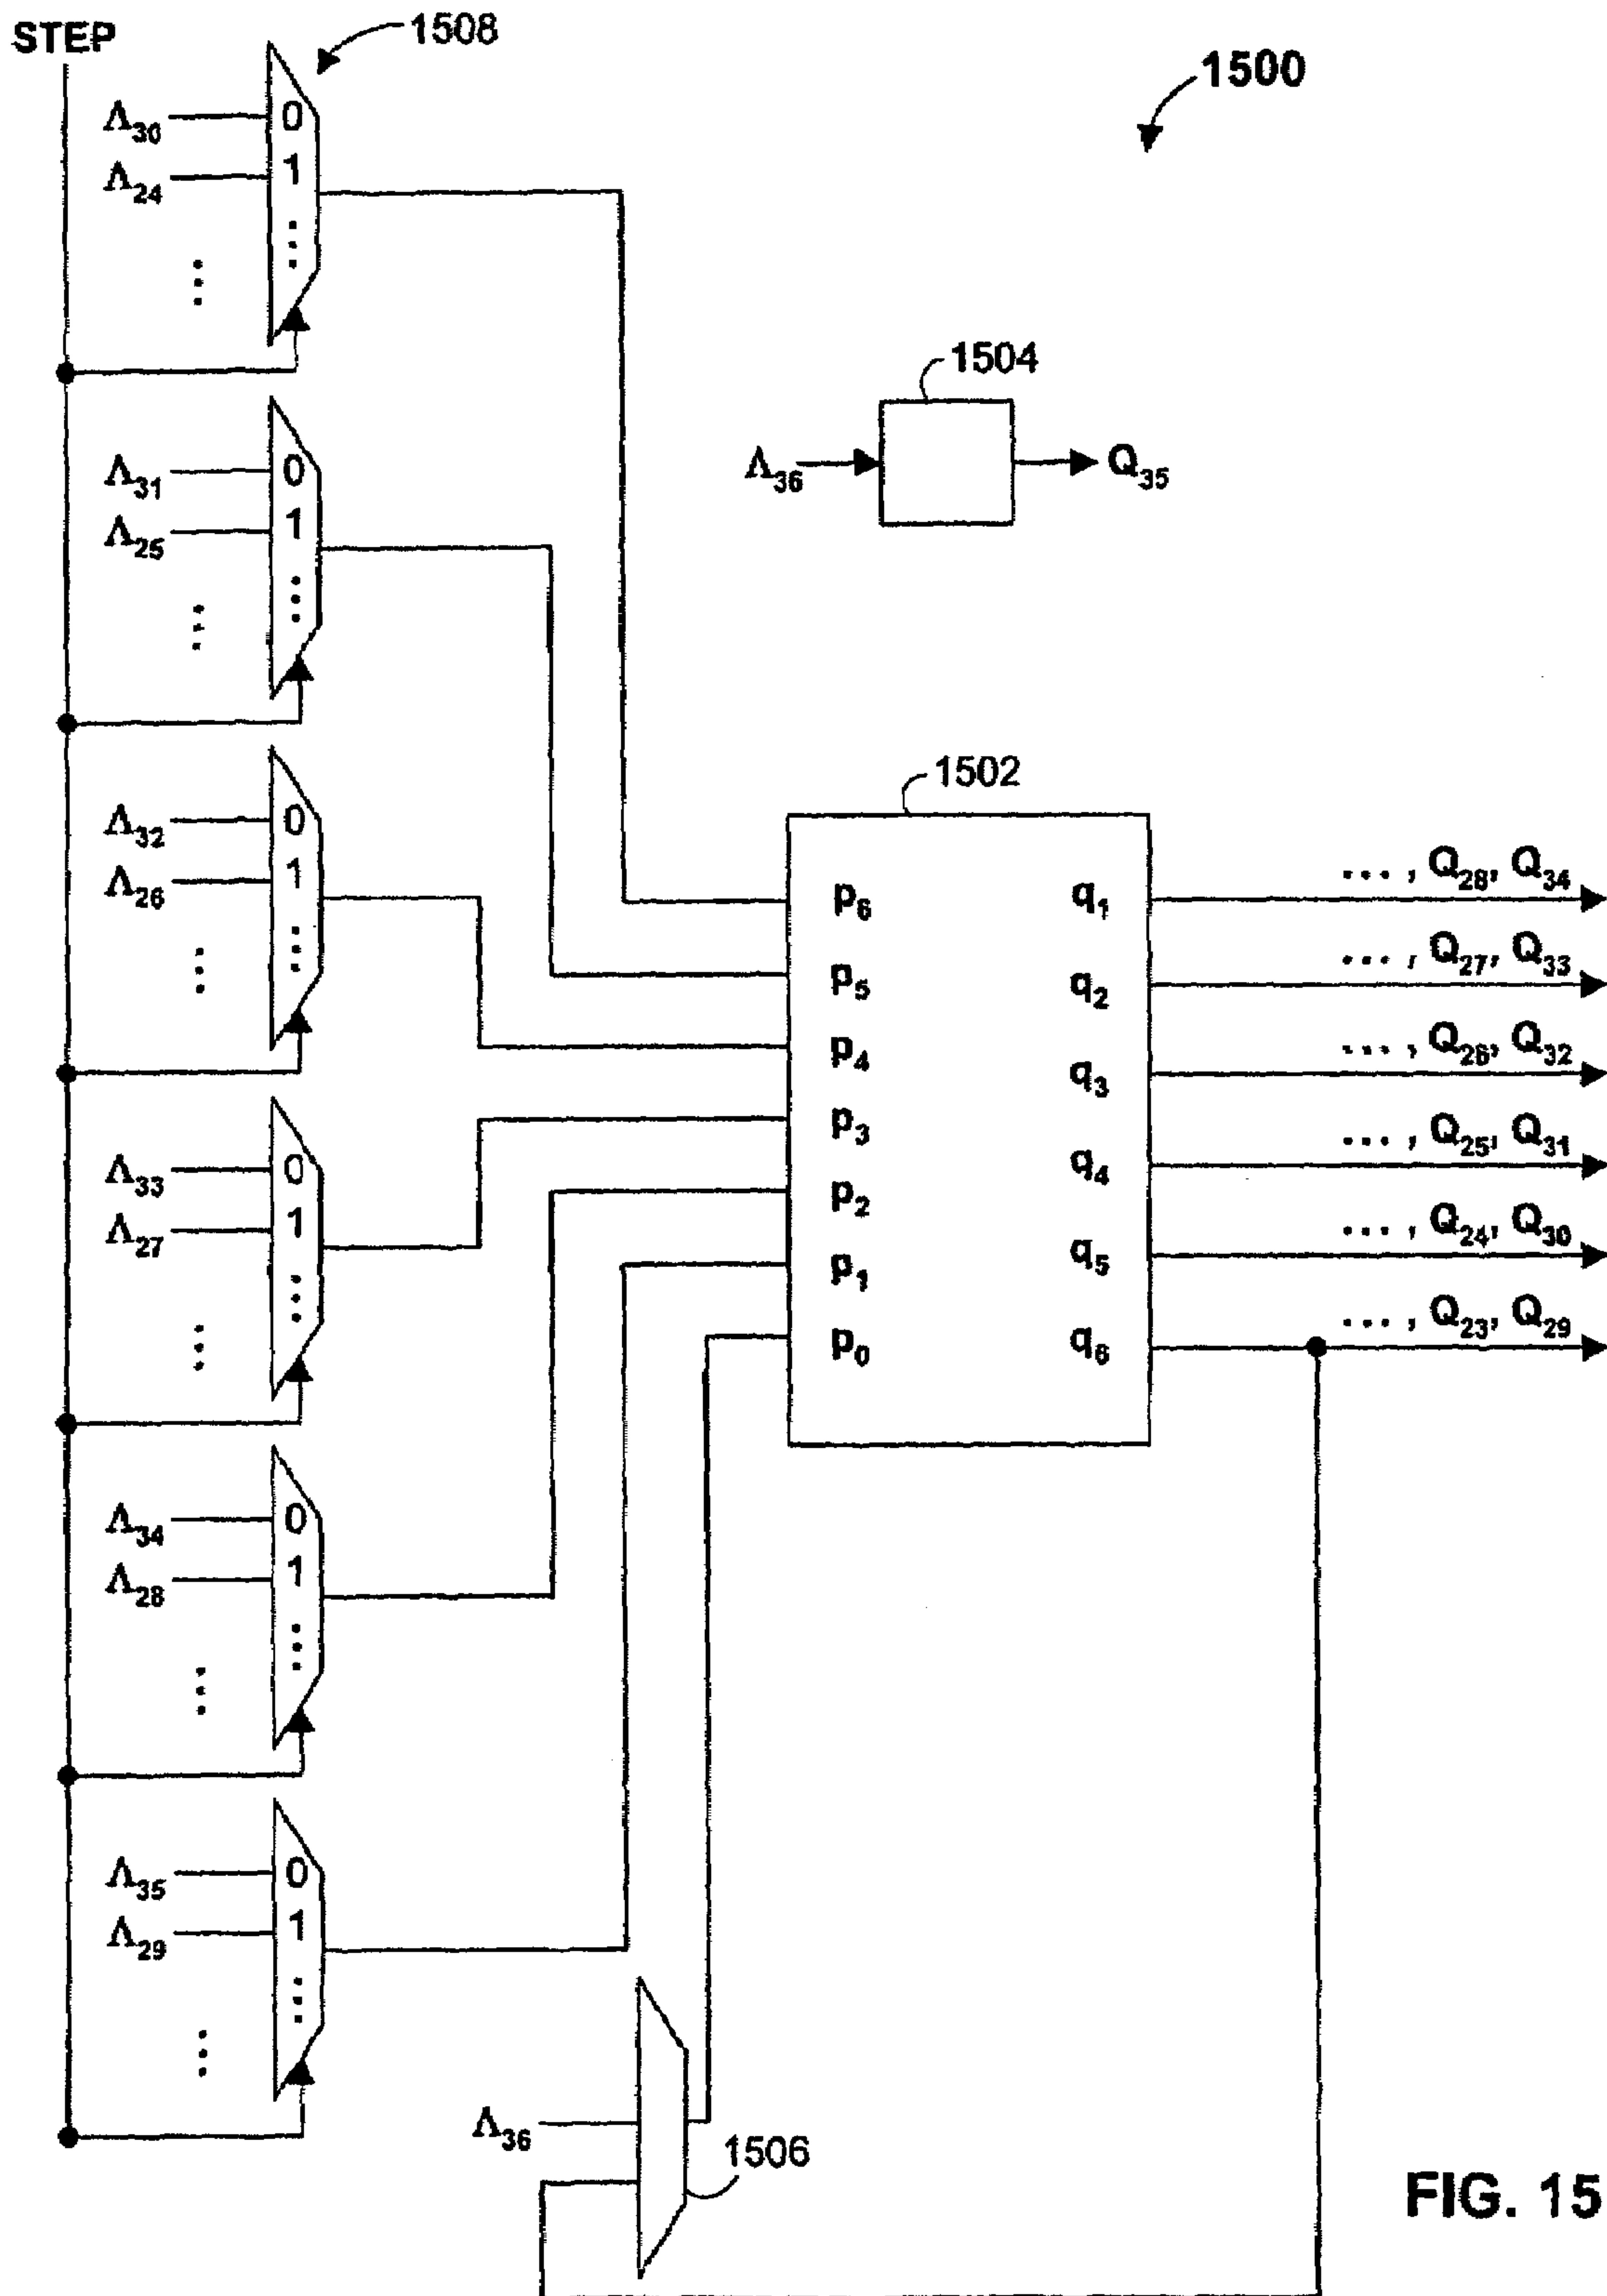 STEP
1508
1500
Λ30
0
Λ24
1
...
...
Λ31
0
Λ25
1
...
...
1504
Λ36
Q35
Λ32
0
Λ26
1
...
...
1502
p6
q1
..., Q28, Q34
p5
q2
..., Q27, Q33
p4
q3
..., Q26, Q32
p3
q4
..., Q25, Q31
p2
q5
..., Q24, Q30
p1
p0
q6
..., Q23, Q29
Λ33
0
Λ27
1
...
...
Λ34
0
Λ28
1
...
...
Λ35
0
Λ29
1
...
...
Λ36
1506
FIG. 15